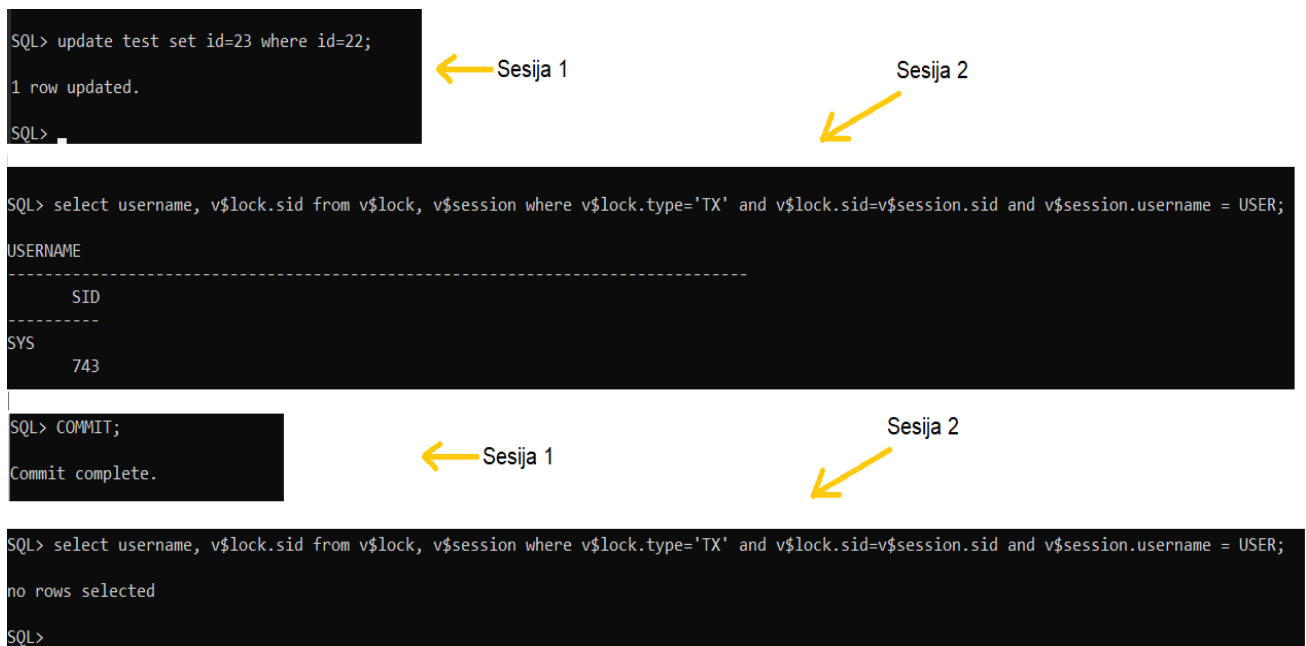 SQL> update test set id=23 where id=22;
1 row updated.
SQL>
Sesija 1
Sesija 2
SQL> select username, v$lock.sid from v$lock, v$session where v$lock.type='TX' and v$lock.sid=v$session.sid and v$session.username = USER;
USERNAME
--------------------------------------------------------------------------------
SID
----------
SYS
743
SQL> COMMIT;
Commit complete.
Sesija 1
Sesija 2
SQL> select username, v$lock.sid from v$lock, v$session where v$lock.type='TX' and v$lock.sid=v$session.sid and v$session.username = USER;
no rows selected
SQL>